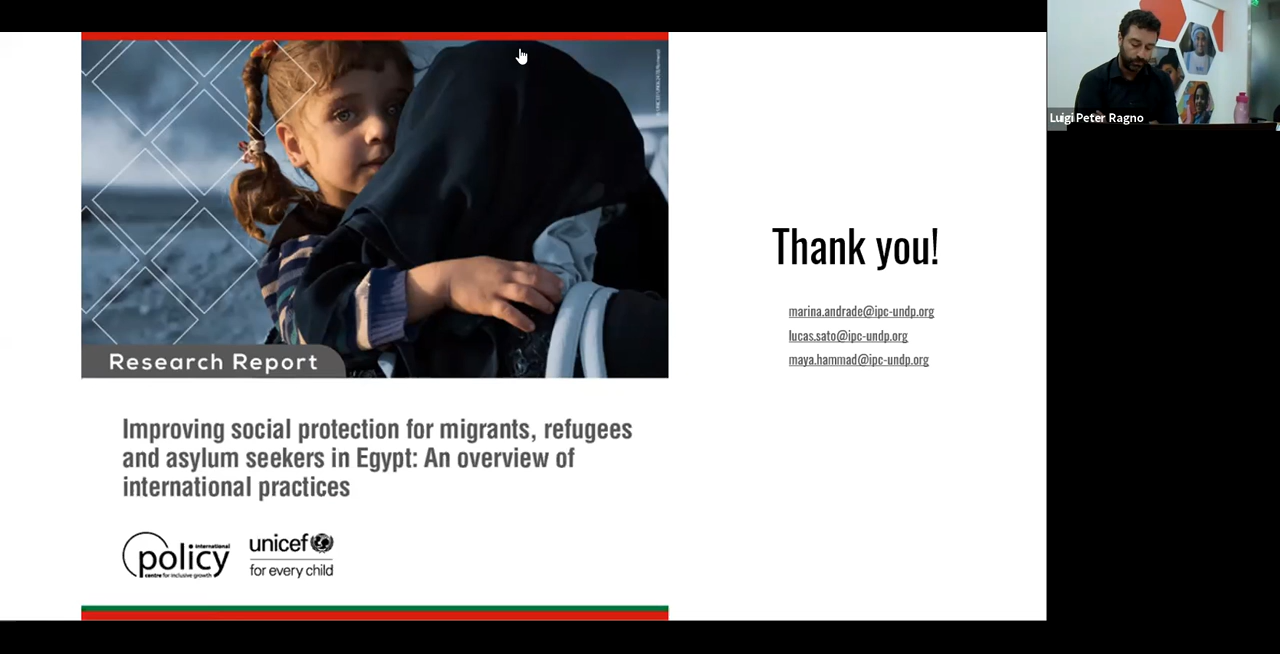 Research Report
Improving social protection for migrants, refugees
and asylum seekers in Egypt: An overview of
international practices
international
policy
centre for inclusive growth
unicef
for every child
Thank you!
marina.andrade@ipc-undp.org
lucas.sato@ipc-undp.org
maya.hammad@ipc-undp.org
Luigi Peter Ragno